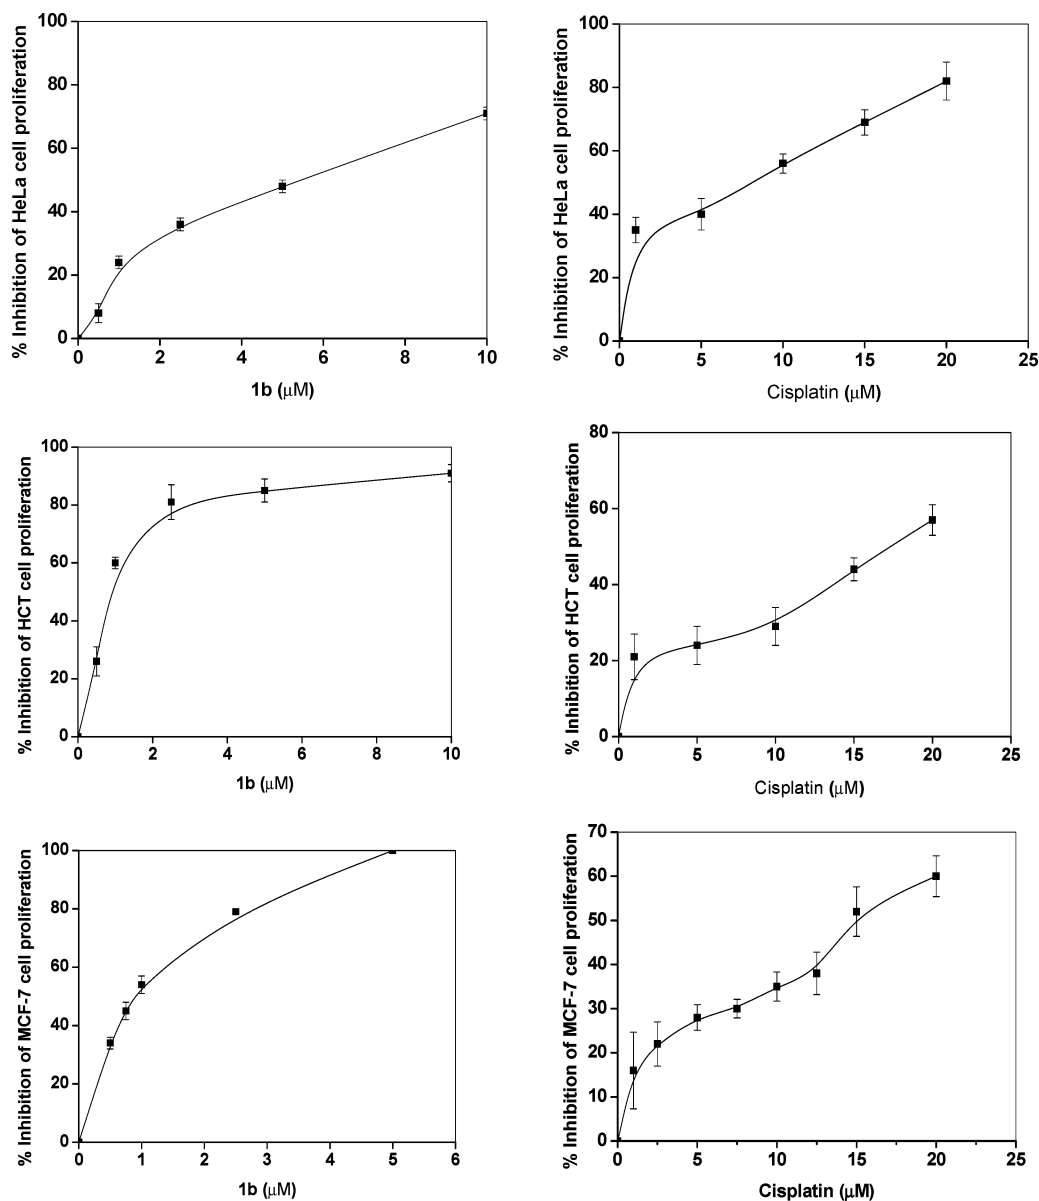 % Inhibition of HeLa cell proliferation
100
80
60
40
20
0
0 2 4 6 8 10
1b (μM)
% Inhibition of HeLa cell proliferation
100
80
60
40
20
0
0 5 10 15 20 25
Cisplatin (μM)
% Inhibition of HCT cell proliferation
100
80
60
40
20
0
0 2 4 6 8 10
1b (μM)
% Inhibition of HCT cell proliferation
80
60
40
20
0
0 5 10 15 20 25
Cisplatin (μM)
% Inhibition of MCF-7 cell proliferation
100
80
60
40
20
0
0 1 2 3 4 5 6
1b (μM)
% Inhibition of MCF-7 cell proliferation
70
60
50
40
30
20
10
0
0 5 10 15 20 25
Cisplatin (μM)